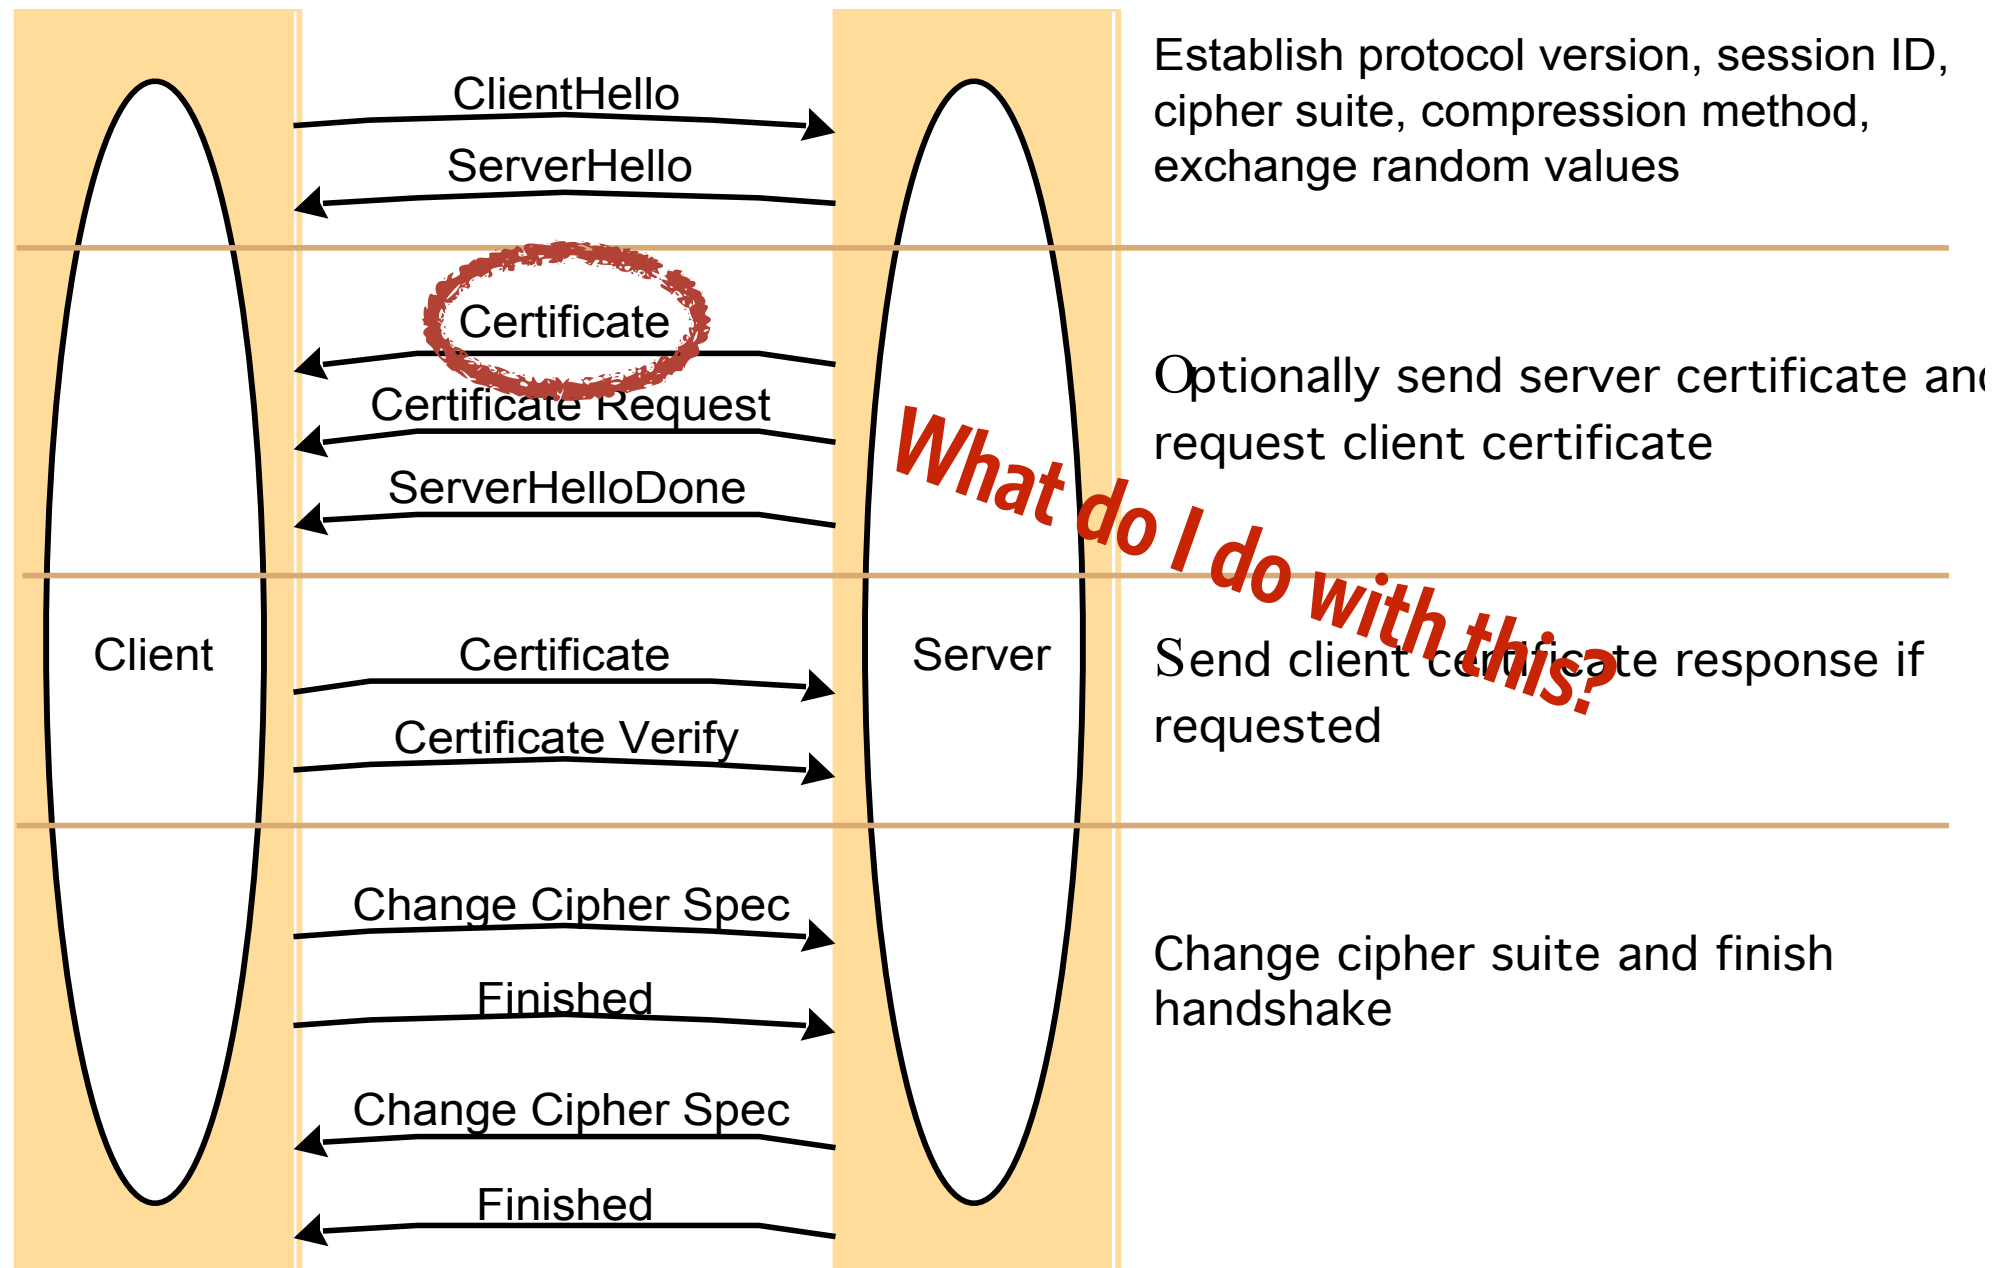 ClientHello
ServerHello
Establish protocol version, session ID,
cipher suite, compression method,
exchange random values
Certificate
Certificate Request
ServerHelloDone
Optionally send server certificate and
request client certificate
What do I do with this?
Client
Certificate
Certificate Verify
Server
Send client certificate response if
requested
Change Cipher Spec
Finished
Change Cipher Spec
Finished
Change cipher suite and finish
handshake